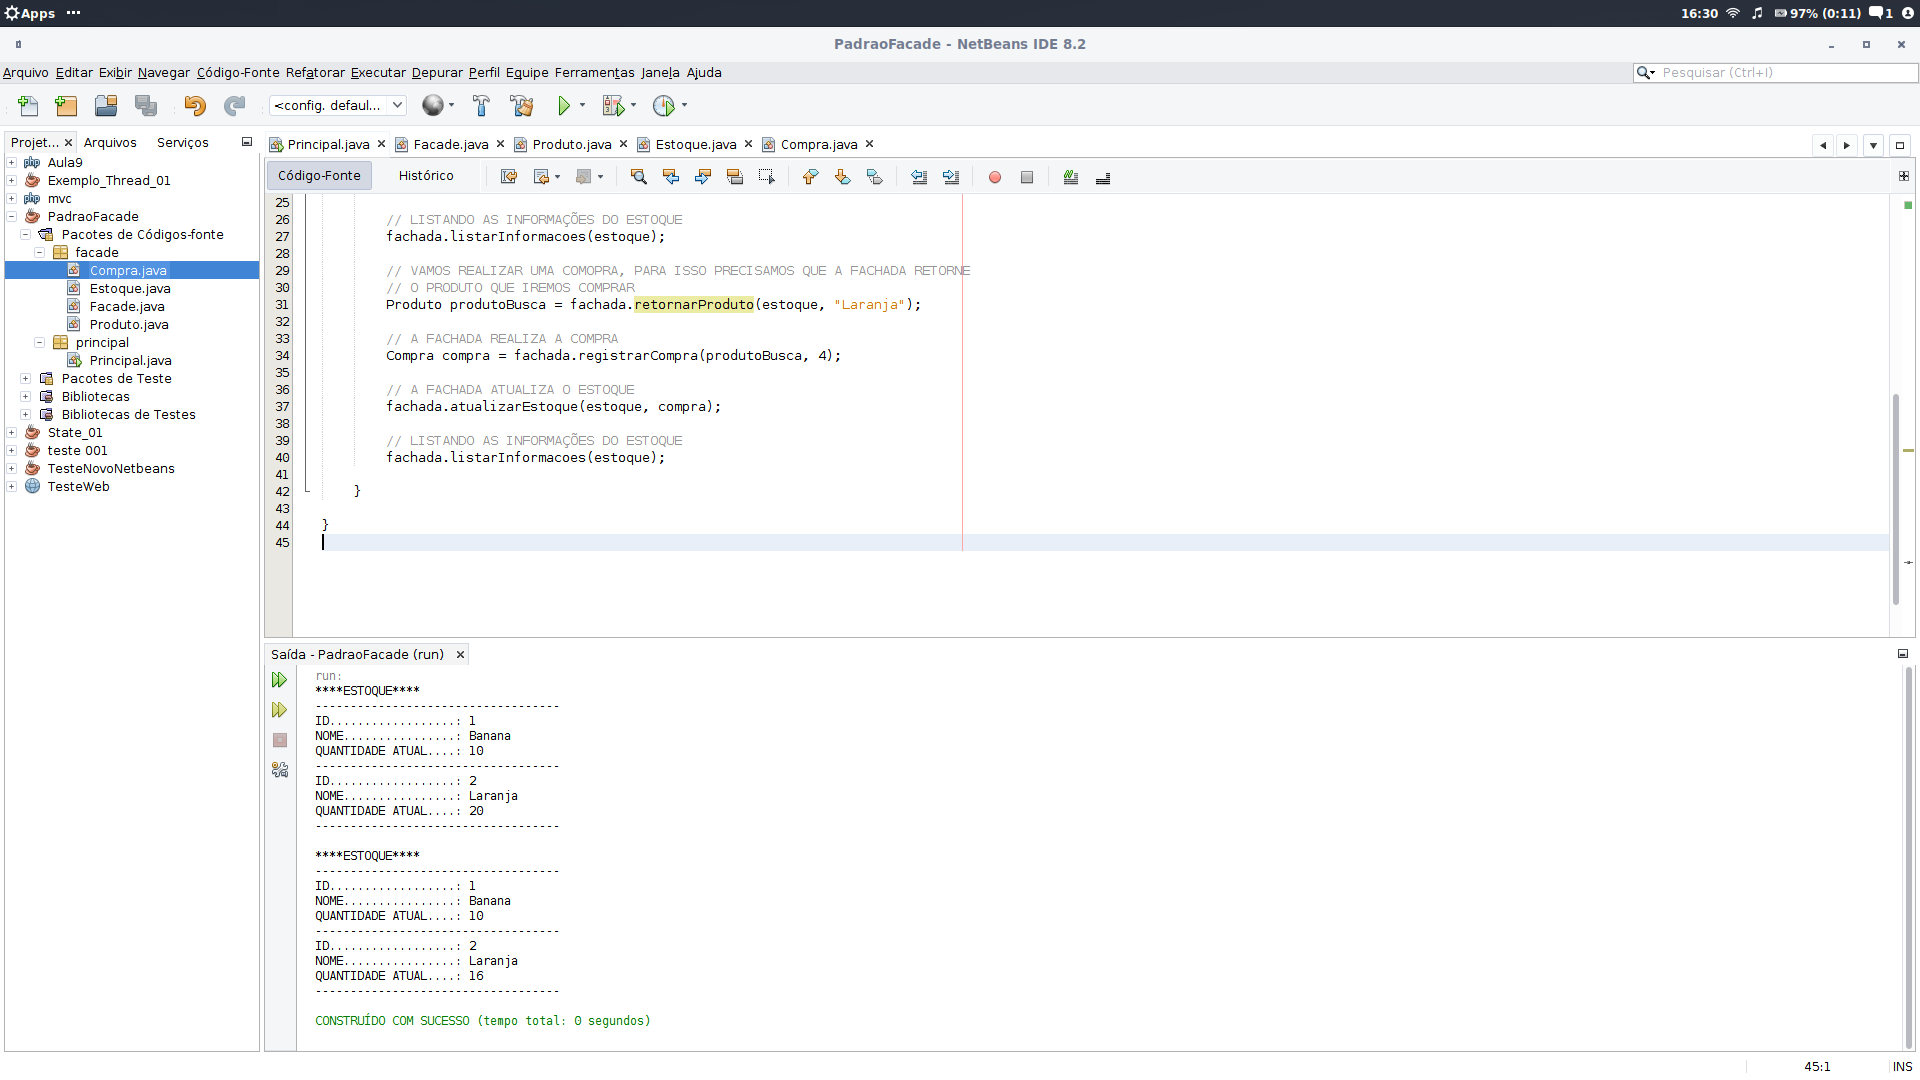 Apps ···
16:30 97% (0:11) 1
PadraoFacade - NetBeans IDE 8.2
Arquivo Editar Exibir Navegar Código-Fonte Refatorar Executar Depurar Perfil Equipe Ferramentas Janela Ajuda
Pesquisar (Ctrl+I)
<config. defaul...
Projet... Arquivos Serviços
Aula9
Exemplo_Thread_01
mvc
PadraoFacade
Pacotes de Códigos-fonte
facade
Compra.java
Estoque.java
Facade.java
Produto.java
principal
Principal.java
Pacotes de Teste
Bibliotecas
Bibliotecas de Testes
State_01
teste 001
TesteNovoNetbeans
TesteWeb
Principal.java Facade.java Produto.java Estoque.java Compra.java
Código-Fonte Histórico
25
26 // LISTANDO AS INFORMAÇÕES DO ESTOQUE
27 fachada.listarInformacoes(estoque);
28
29 // VAMOS REALIZAR UMA COMOPRA, PARA ISSO PRECISAMOS QUE A FACHADA RETORNE
30 // O PRODUTO QUE IREMOS COMPRAR
31 Produto produtoBusca = fachada.retornarProduto(estoque, "Laranja");
32
33 // A FACHADA REALIZA A COMPRA
34 Compra compra = fachada.registrarCompra(produtoBusca, 4);
35
36 // A FACHADA ATUALIZA O ESTOQUE
37 fachada.atualizarEstoque(estoque, compra);
38
39 // LISTANDO AS INFORMAÇÕES DO ESTOQUE
40 fachada.listarInformacoes(estoque);
41
42 }
43
44 }
45
Saída - PadraoFacade (run)
run:
****ESTOQUE****
-----------------------------------
ID..................: 1
NOME................: Banana
QUANTIDADE ATUAL....: 10
-----------------------------------
ID..................: 2
NOME................: Laranja
QUANTIDADE ATUAL....: 20
-----------------------------------
****ESTOQUE****
-----------------------------------
ID..................: 1
NOME................: Banana
QUANTIDADE ATUAL....: 10
-----------------------------------
ID..................: 2
NOME................: Laranja
QUANTIDADE ATUAL....: 16
-----------------------------------
CONSTRUÍDO COM SUCESSO (tempo total: 0 segundos)
45:1 INS